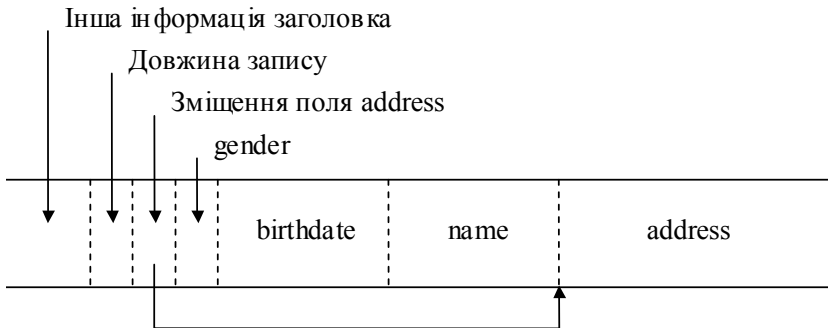 Інша інформація заголовка
Довжина запису
Зміщення поля address
gender
birthdate name address